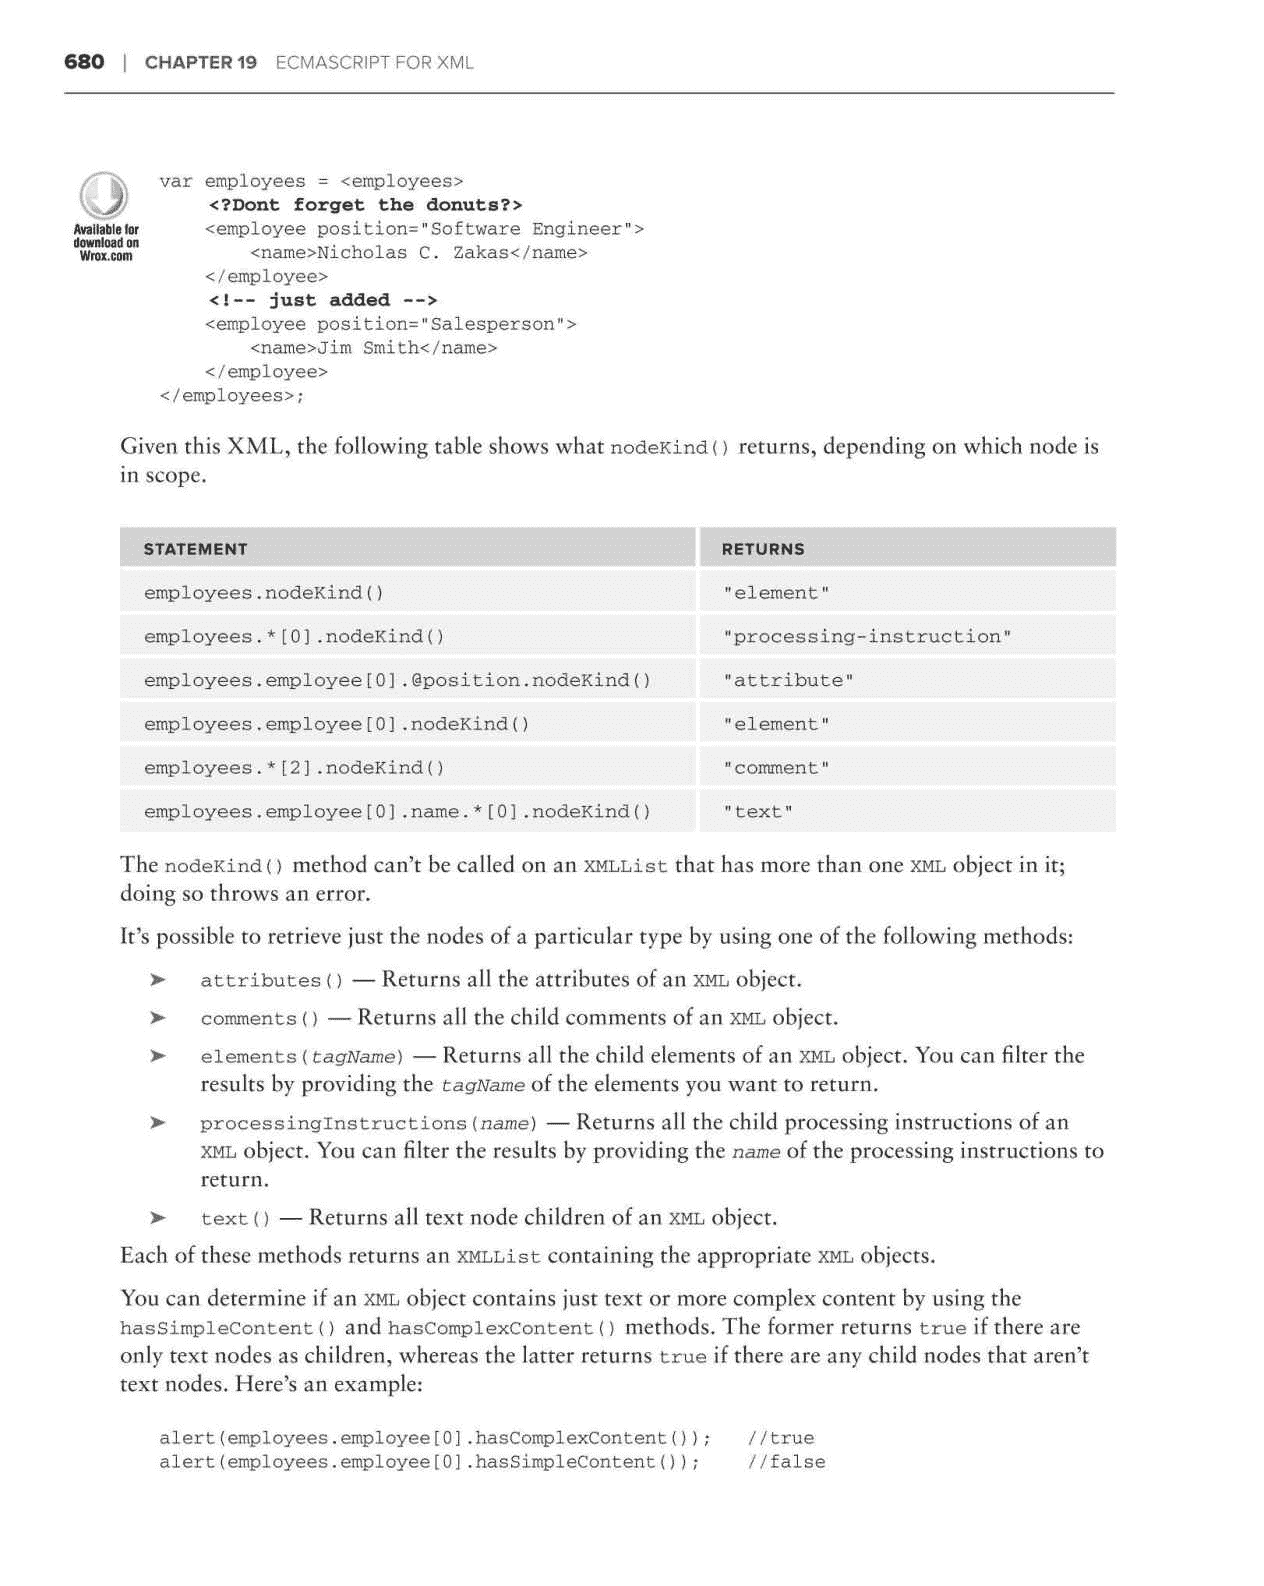 680 | CHAPTER 19 ECMASCRIPT FOR XML
Available for
download on
Wrox.com
var employees = <employees>
<?Dont forget the donuts?>
<employee position="Software Engineer">
<name>Nicholas C. Zakas</name>
</employee>
<!-- just added -->
<employee position="Salesperson">
<name>Jim Smith</name>
</employee>
</employees>;
Given this XML, the following table shows what nodeKind() returns, depending on which node is
in scope.
STATEMENT RETURNS
employees.nodeKind() "element"
employees.*[0].nodeKind() "processing-instruction"
employees.employee[0].@position.nodeKind() "attribute"
employees.employee[0].nodeKind() "element"
employees.*[2].nodeKind() "comment"
employees.employee[0].name.*[0].nodeKind() "text"
The nodeKind() method can't be called on an XMLList that has more than one XML object in it;
doing so throws an error.
It's possible to retrieve just the nodes of a particular type by using one of the following methods:
➤ attributes() — Returns all the attributes of an XML object.
➤ comments() — Returns all the child comments of an XML object.
➤ elements(tagName) — Returns all the child elements of an XML object. You can filter the
results by providing the tagName of the elements you want to return.
➤ processingInstructions(name) — Returns all the child processing instructions of an
XML object. You can filter the results by providing the name of the processing instructions to
return.
➤ text() — Returns all text node children of an XML object.
Each of these methods returns an XMLList containing the appropriate XML objects.
You can determine if an XML object contains just text or more complex content by using the
hasSimpleContent() and hasComplexContent() methods. The former returns true if there are
only text nodes as children, whereas the latter returns true if there are any child nodes that aren't
text nodes. Here's an example:
alert(employees.employee[0].hasComplexContent()); //true
alert(employees.employee[0].hasSimpleContent()); //false